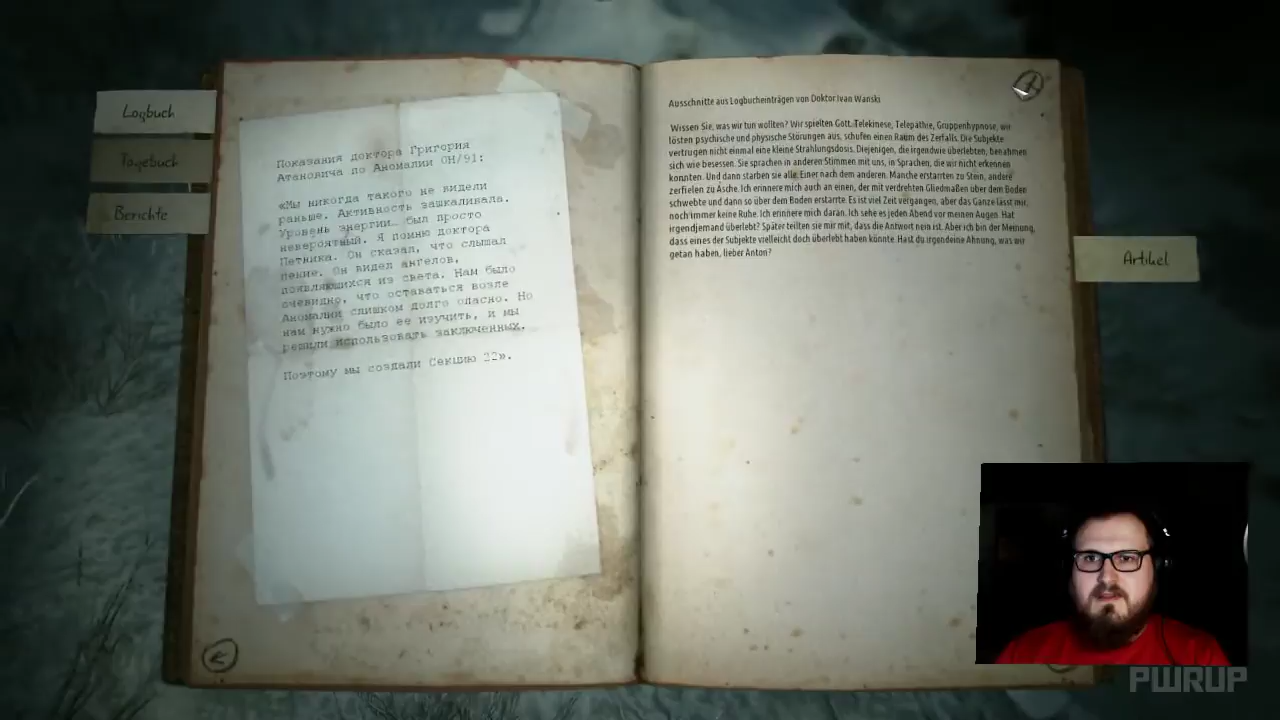 Logbuch
Tagebuch
Berichte
Показания доктора Григория
Атановича по Аномалии ОН/91:
«Мы никогда такого не видели
раньше. Активность зашкаливала.
Уровень энергии… был просто
невероятный. Я помню доктора
Петника. Он сказал, что слышал
пение. Он видел ангелов,
появляющихся из света. Нам было
очевидно, что оставаться возле
Аномалии слишком долго опасно. Но
нам нужно было ее изучить, и мы
решили использовать заключенных.
Поэтому мы создали Секцию 22».
Ausschnitte aus Logbucheinträgen von Doktor Ivan Wanski
Wissen Sie, was wir tun wollten? Wir spielten Gott. Telekinese, Telepathie, Gruppenhypnose, wir
lösten psychische und physische Störungen aus, schufen einen Raum des Zerfalls. Die Subjekte
vertrugen nicht einmal eine kleine Strahlungsdosis. Diejenigen, die irgendwie überlebten, benahmen
sich wie besessen. Sie sprachen in anderen Stimmen mit uns, in Sprachen, die wir nicht erkennen
konnten. Und dann starben sie alle. Einer nach dem anderen. Manche erstarrten zu Stein, andere
zerfielen zu Asche. Ich erinnere mich auch an einen, der mit verdrehten Gliedmaßen über dem Boden
schwebte und dann so über dem Boden erstarrte. Es ist viel Zeit vergangen, aber das Ganze lässt mir
noch immer keine Ruhe. Ich erinnere mich daran. Ich sehe es jeden Abend vor meinen Augen. Hat
irgendjemand überlebt? Später teilten sie mir mit, dass die Antwort nein ist. Aber ich bin der Meinung,
dass eines der Subjekte vielleicht doch überlebt haben könnte. Hast du irgendeine Ahnung, was wir
getan haben, lieber Anton?
Artikel
PWRUP